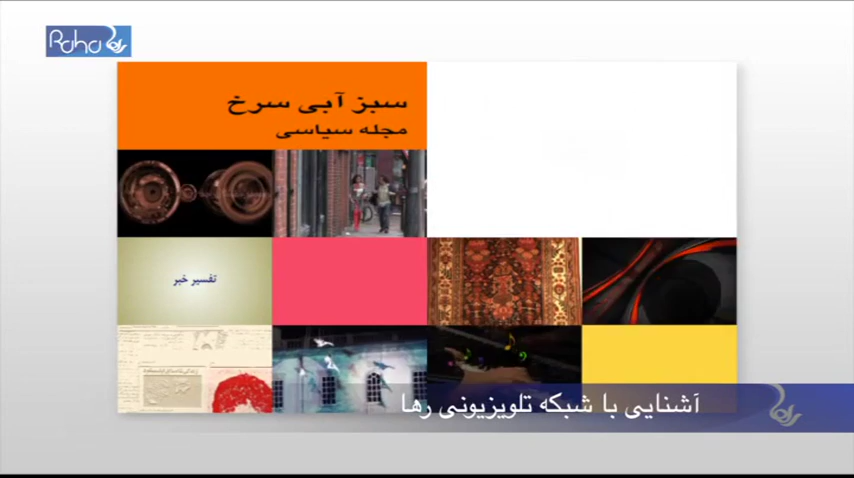 Raha
سبز آبی سرخ
مجله سیاسی
تفسیر خبر
آشنایی با شبکه تلویزیونی رها